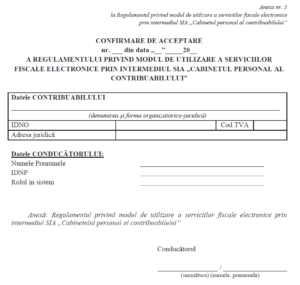 Anexa nr. 3
la Regulamentul privind modul de utilizare a serviciilor fiscale electronice
prin intermediul SIA „Cabinetul personal al contribuabilului”
CONFIRMARE DE ACCEPTARE
nr. ___ din data „__”_____20__
A REGULAMENTULUI PRIVIND MODUL DE UTILIZARE A SERVICIILOR
FISCALE ELECTRONICE PRIN INTERMEDIUL SIA „CABINETUL PERSONAL AL
CONTRIBUABILULUI”
Datele CONTRIBUABILULUI
(denumirea și forma organizatorico-juridică)
IDNO Cod TVA
Adresa juridică
Datele CONDUCĂTORULUI:
Numele Prenumele
IDNP
Rolul în sistem
Anexă: Regulamentul privind modul de utilizare a serviciilor fiscale electronice prin
intermediul SIA „Cabinetului personal al contribuabilului”
Conducătorul
/
(semnătura) (numele, prenumele)